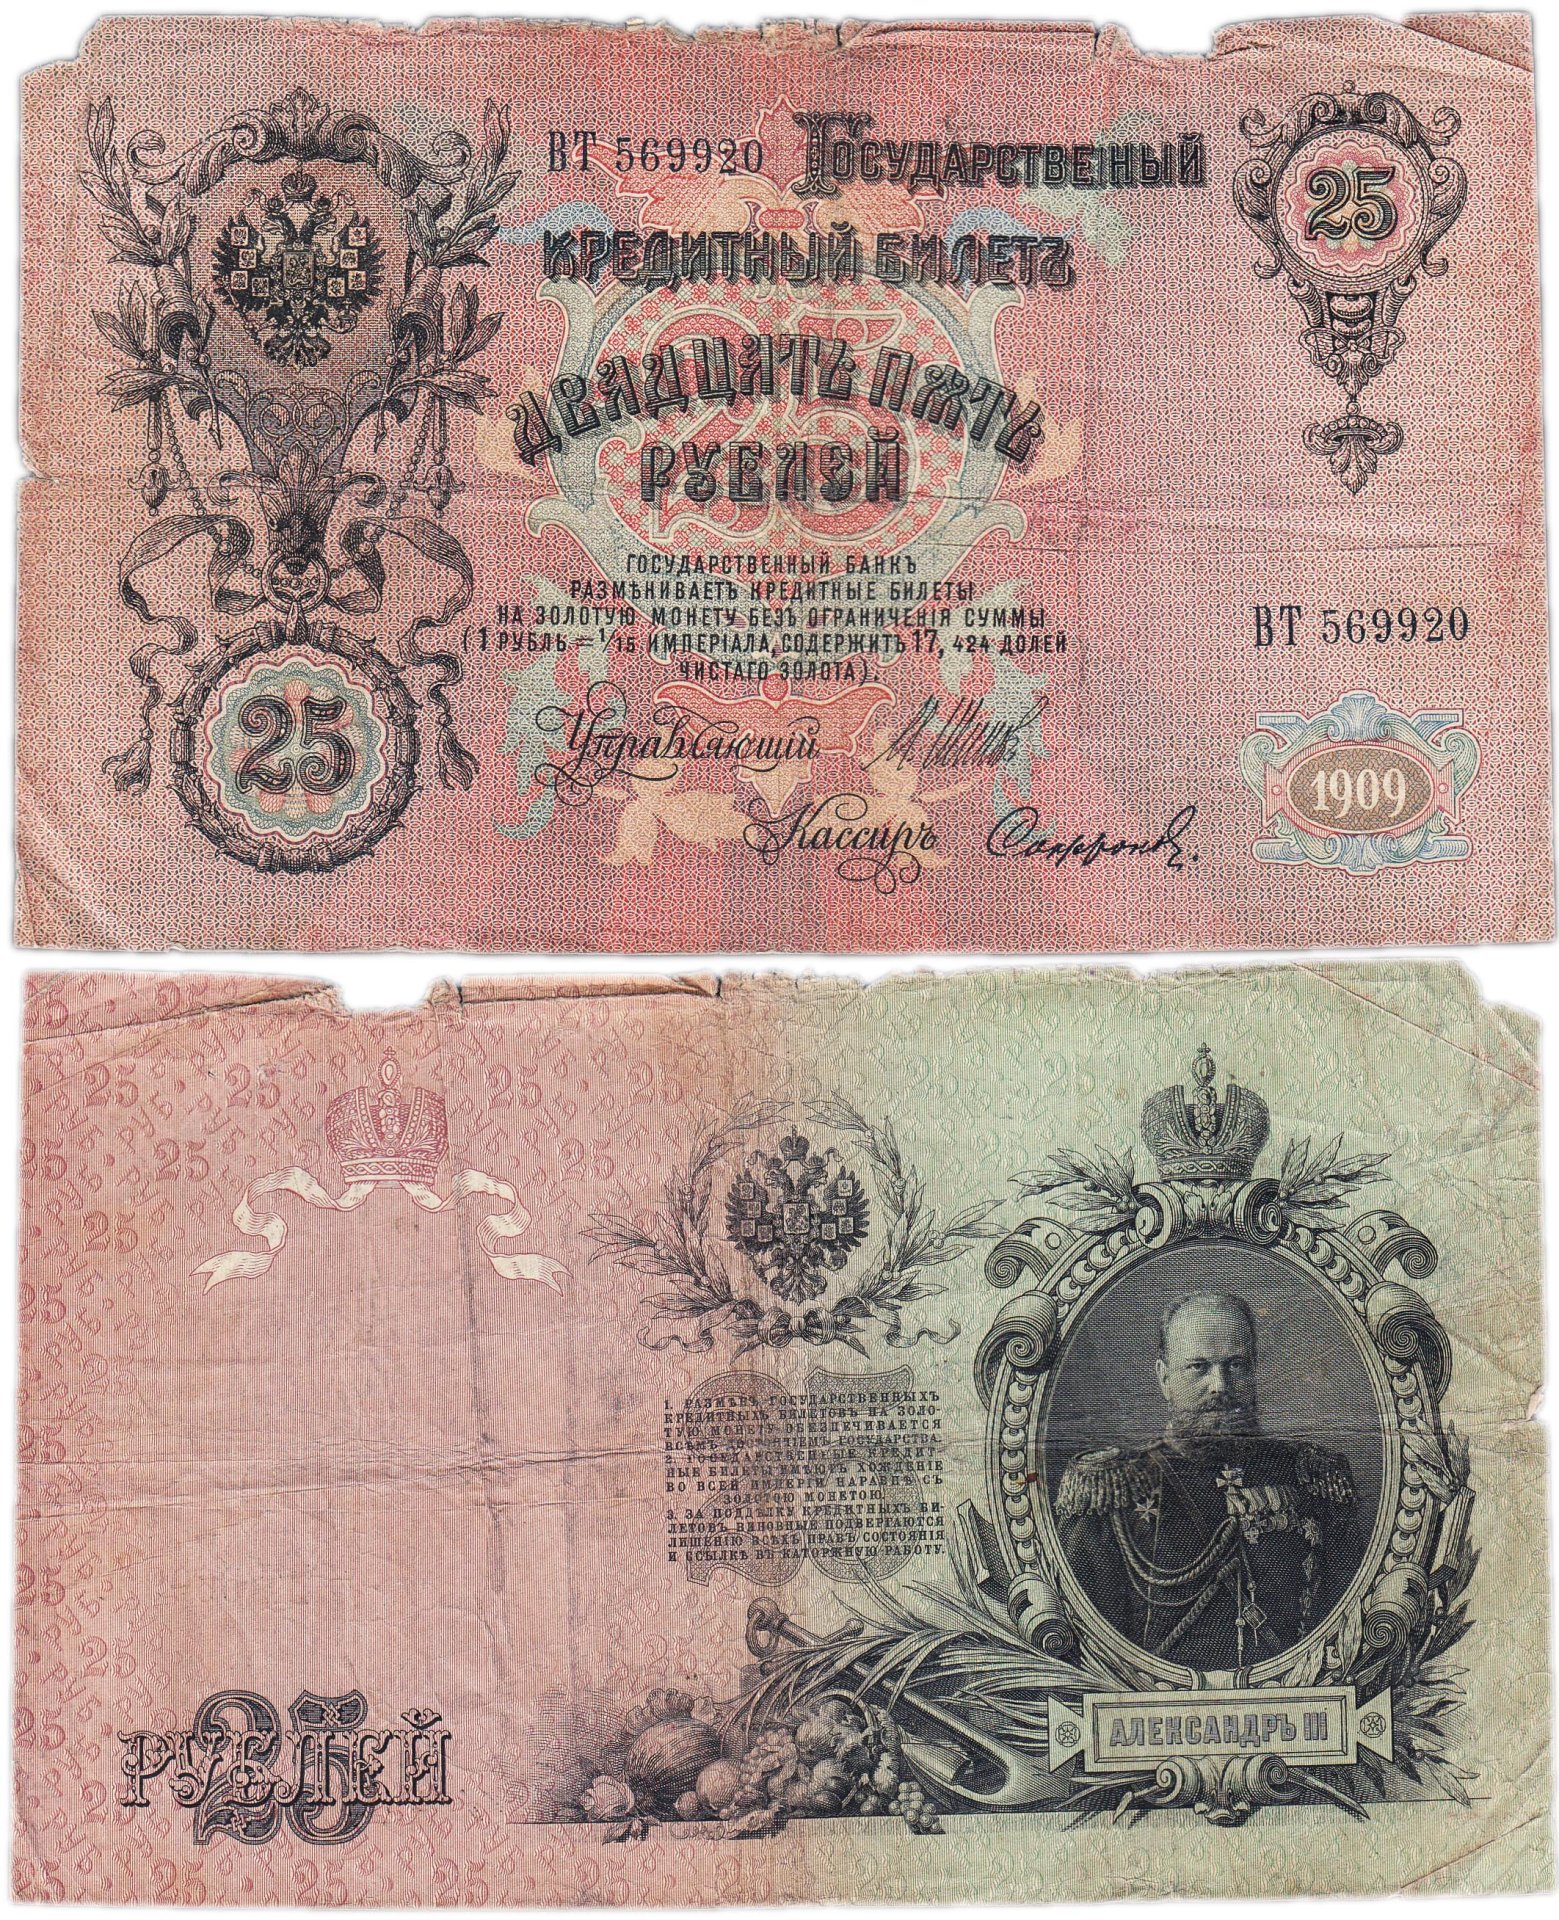 ВТ 569920 ГОСУДАРСТВЕННЫЙ
25
КРЕДИТНЫЙ БИЛЕТЪ
ДВАДЦАТЬ ПЯТЬ
РУБЛЕЙ
ГОСУДАРСТВЕННЫЙ БАНКЪ
РАЗМѢНИВАЕТЪ КРЕДИТНЫЕ БИЛЕТЫ
НА ЗОЛОТУЮ МОНЕТУ БЕЗЪ ОГРАНИЧЕНІЯ СУММЫ
(1 РУБЛЬ = 1/15 ИМПЕРІАЛА, СОДЕРЖИТЪ 17,424 ДОЛЕЙ
ЧИСТАГО ЗОЛОТА).
ВТ 569920
25
Управляющій
1909
Кассиръ
1. РАЗМѢНЪ ГОСУДАРСТВЕННЫХЪ
КРЕДИТНЫХЪ БИЛЕТОВЪ НА ЗОЛО-
ТУЮ МОНЕТУ ОБЕЗПЕЧИВАЕТСЯ
ВСѢМЪ ДОСТОЯНІЕМЪ ГОСУДАРСТВА.
2. ГОСУДАРСТВЕННЫЕ КРЕДИТ-
НЫЕ БИЛЕТЫ ИМѢЮТЪ ХОЖДЕНІЕ
ВО ВСЕЙ ИМПЕРІИ НАРАВНѢ СЪ
ЗОЛОТОЮ МОНЕТОЮ.
3. ЗА ПОДДѢЛКУ КРЕДИТНЫХЪ БИ-
ЛЕТОВЪ ВИНОВНЫЕ ПОДВЕРГАЮТСЯ
ЛИШЕНІЮ ВСѢХЪ ПРАВЪ СОСТОЯНІЯ
И ССЫЛКѢ ВЪ КАТОРЖНУЮ РАБОТУ.
25
РУБЛЕЙ
АЛЕКСАНДРЪ III